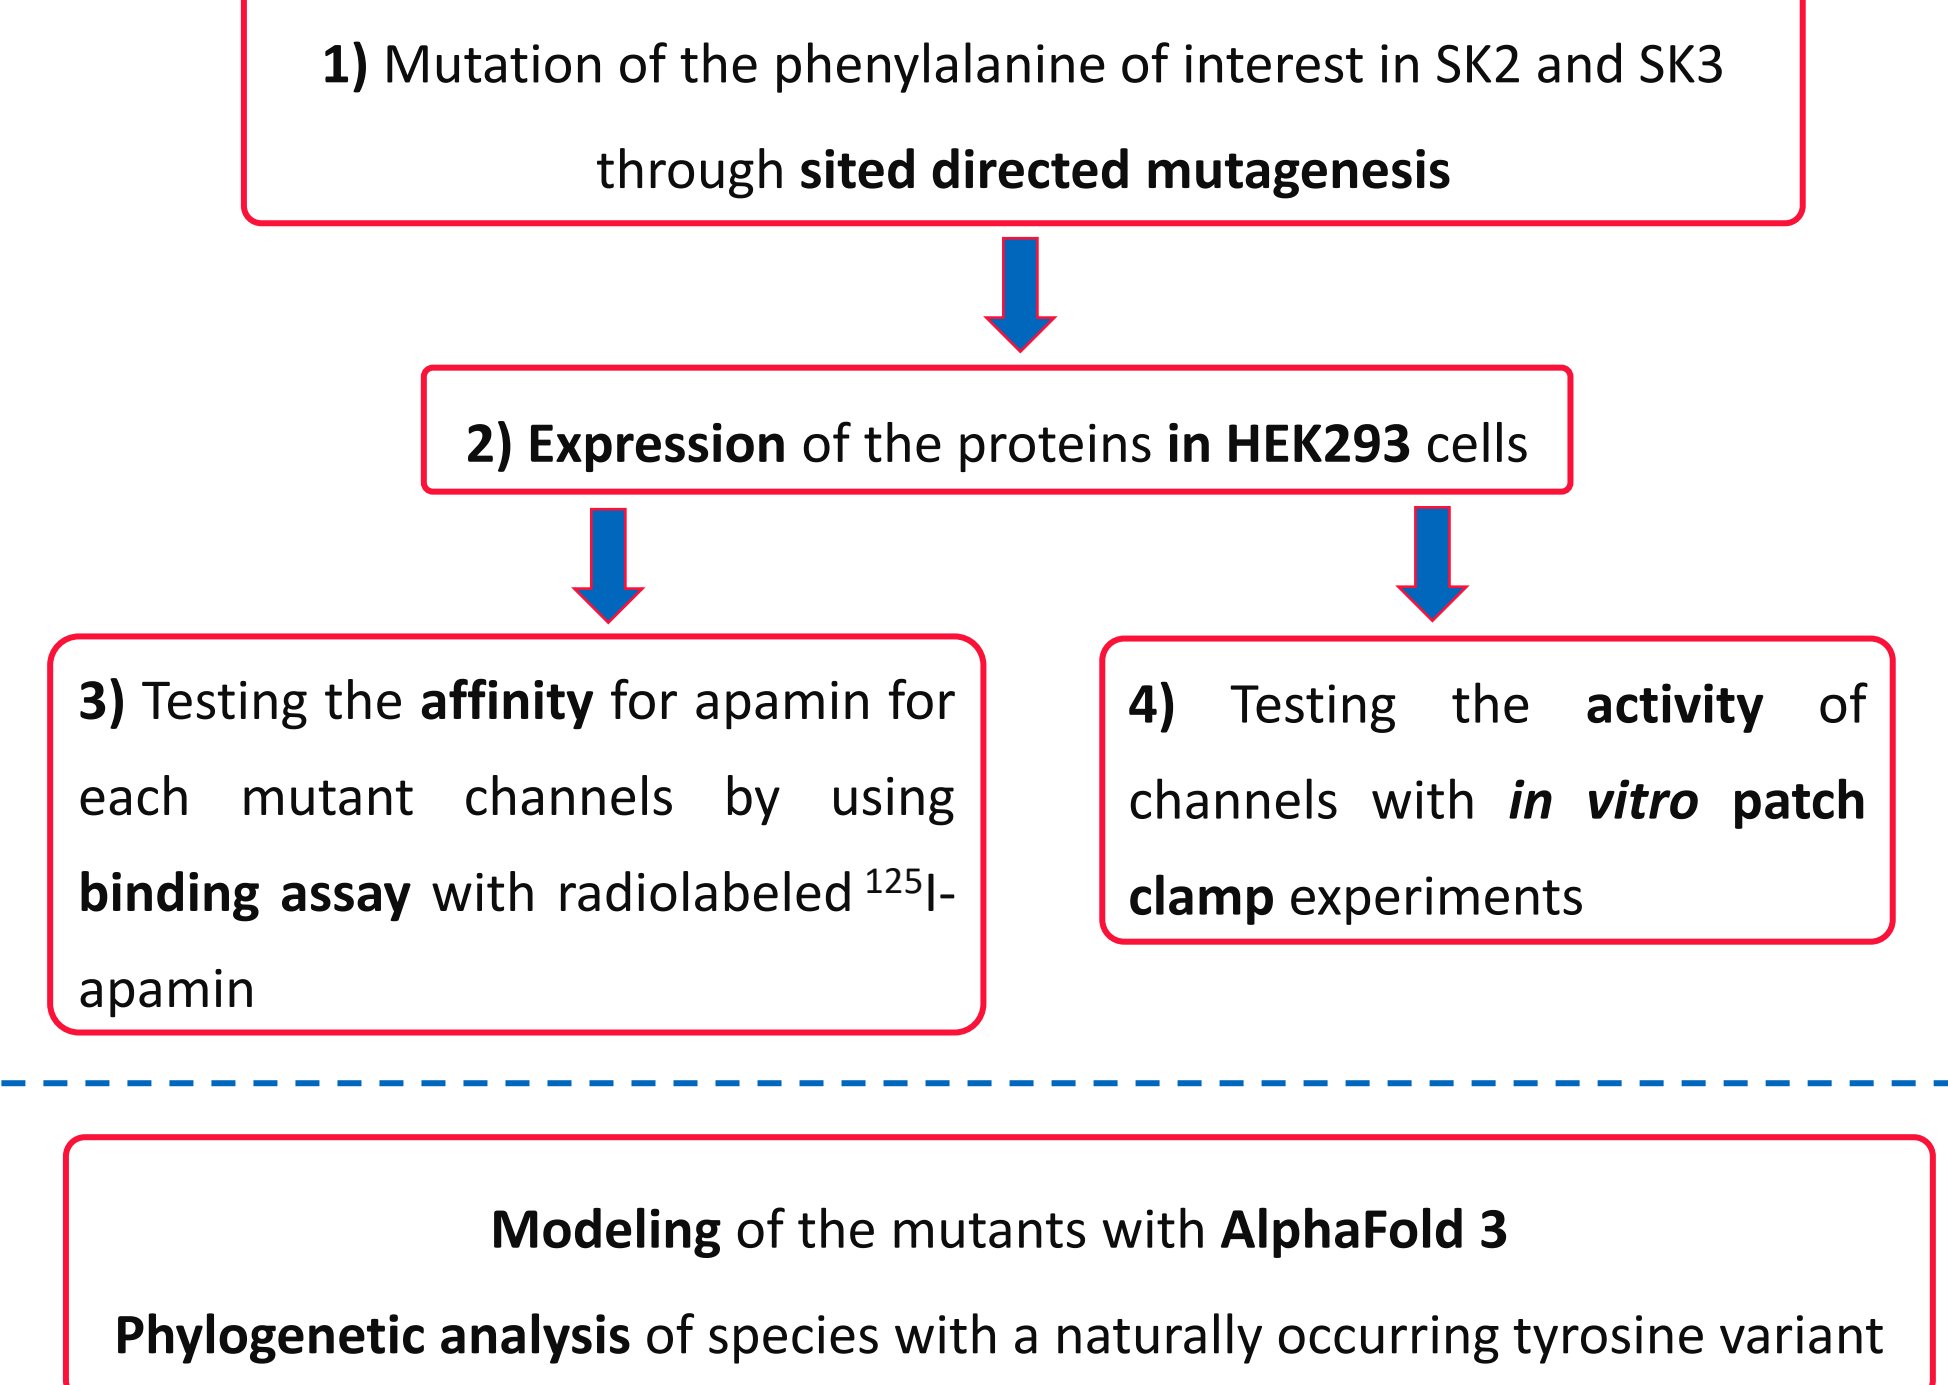 1) Mutation of the phenylalanine of interest in SK2 and SK3
through sited directed mutagenesis
2) Expression of the proteins in HEK293 cells
3) Testing the affinity for apamin for
each mutant channels by using
binding assay with radiolabeled ¹²⁵I-
apamin
4) Testing the activity of
channels with in vitro patch
clamp experiments
Modeling of the mutants with AlphaFold 3
Phylogenetic analysis of species with a naturally occurring tyrosine variant